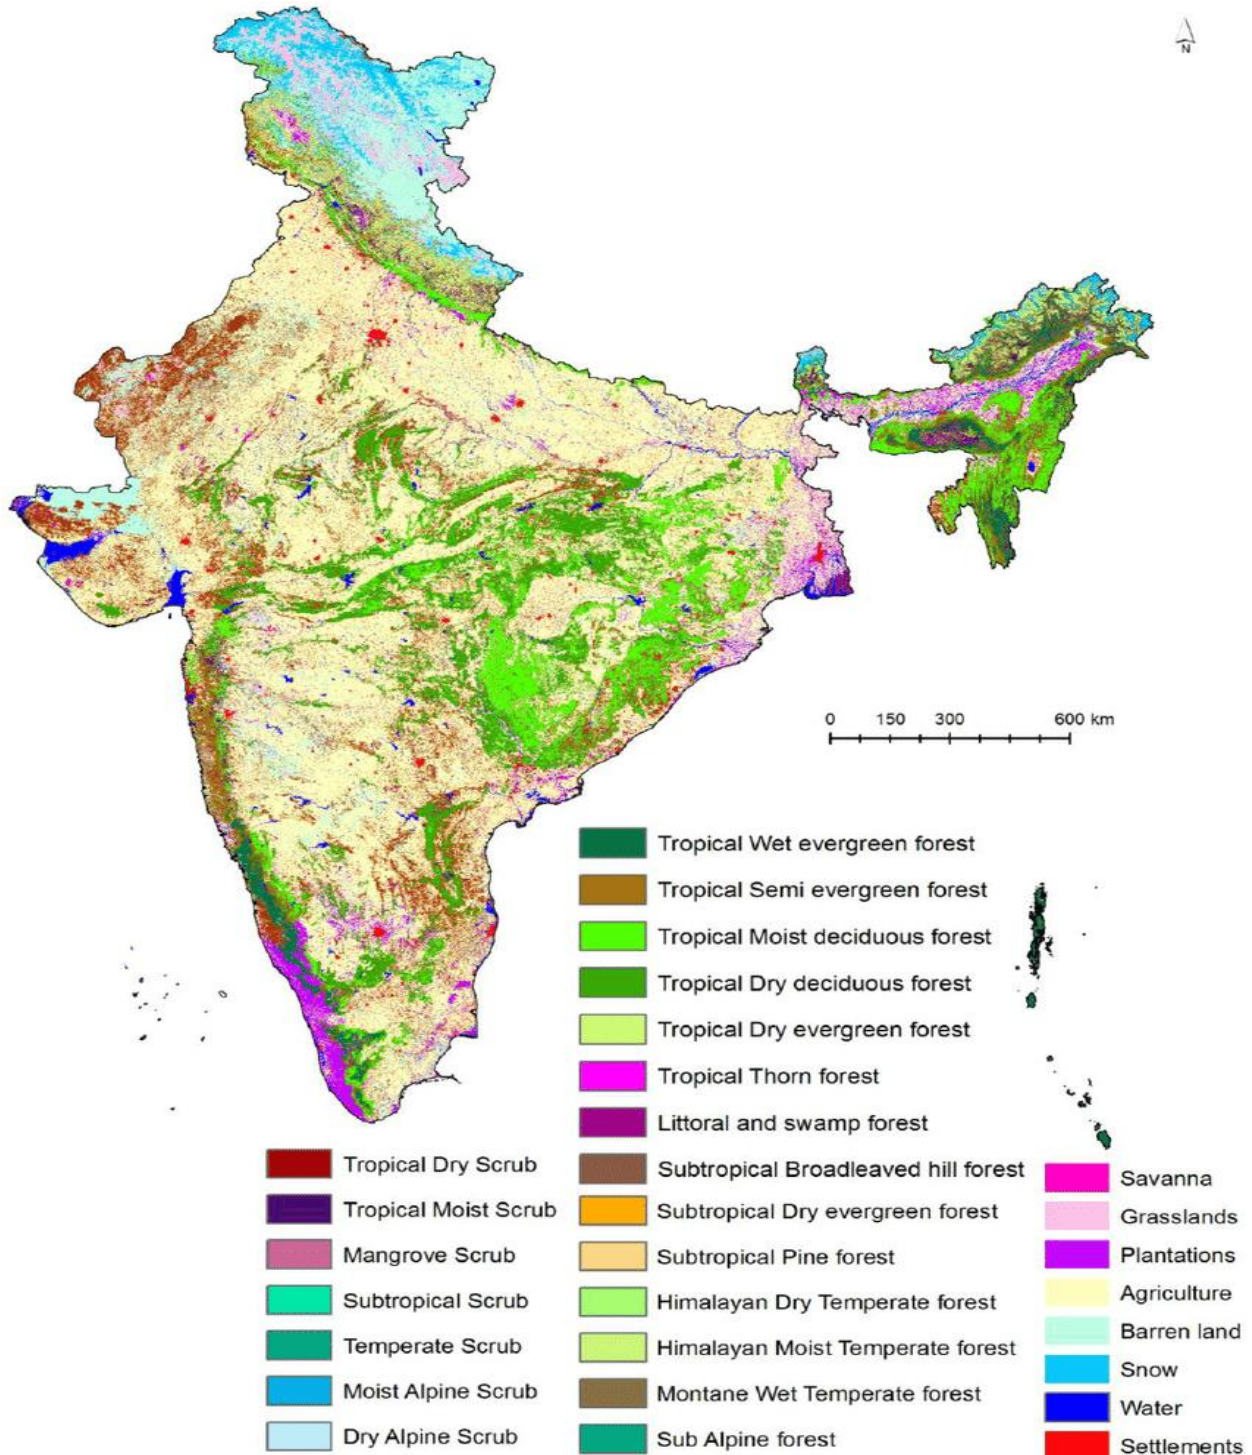 N
0 150 300 600 km
Tropical Wet evergreen forest
Tropical Semi evergreen forest
Tropical Moist deciduous forest
Tropical Dry deciduous forest
Tropical Dry evergreen forest
Tropical Thorn forest
Littoral and swamp forest
Subtropical Broadleaved hill forest
Subtropical Dry evergreen forest
Subtropical Pine forest
Himalayan Dry Temperate forest
Himalayan Moist Temperate forest
Montane Wet Temperate forest
Sub Alpine forest
Tropical Dry Scrub
Tropical Moist Scrub
Mangrove Scrub
Subtropical Scrub
Temperate Scrub
Moist Alpine Scrub
Dry Alpine Scrub
Savanna
Grasslands
Plantations
Agriculture
Barren land
Snow
Water
Settlements